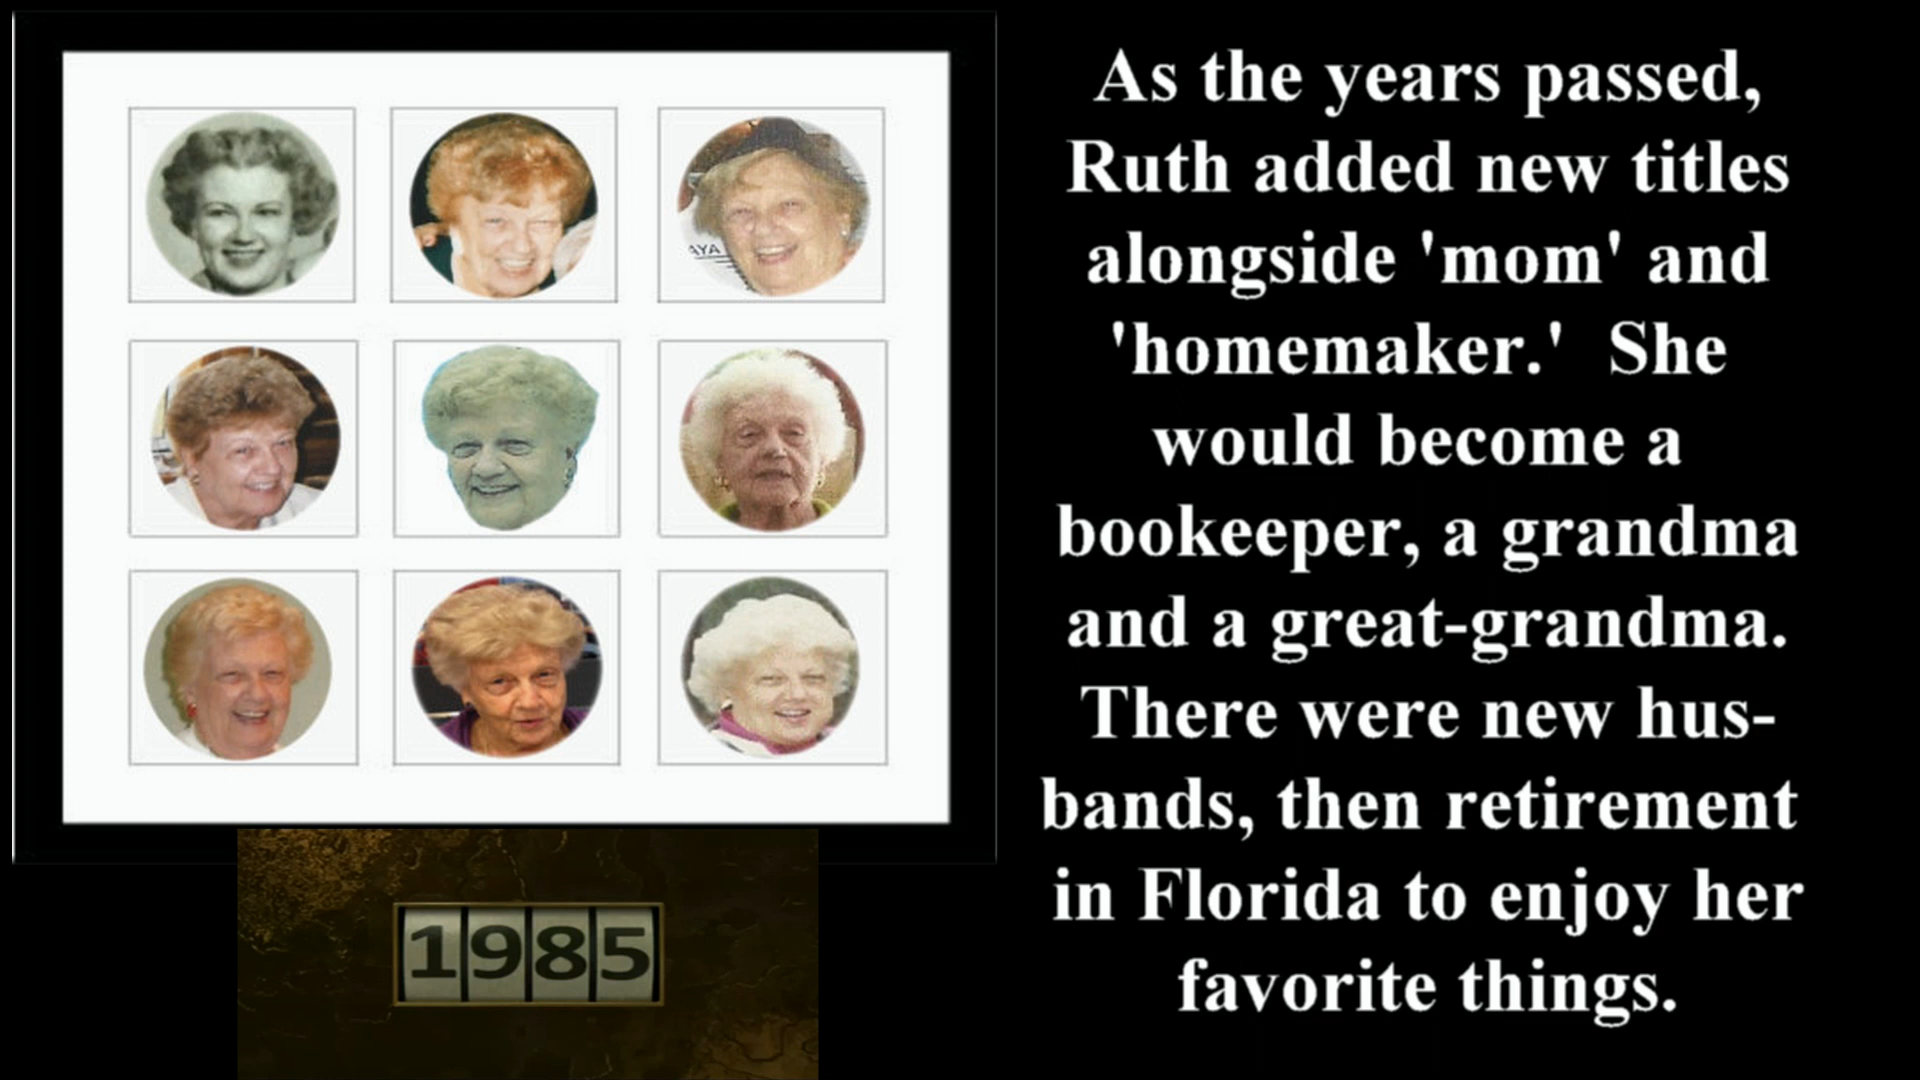 As the years passed,
Ruth added new titles
alongside 'mom' and
'homemaker.'  She
would become a
bookeeper, a grandma
and a great-grandma.
There were new hus-
bands, then retirement
in Florida to enjoy her
favorite things.
AYA
1985